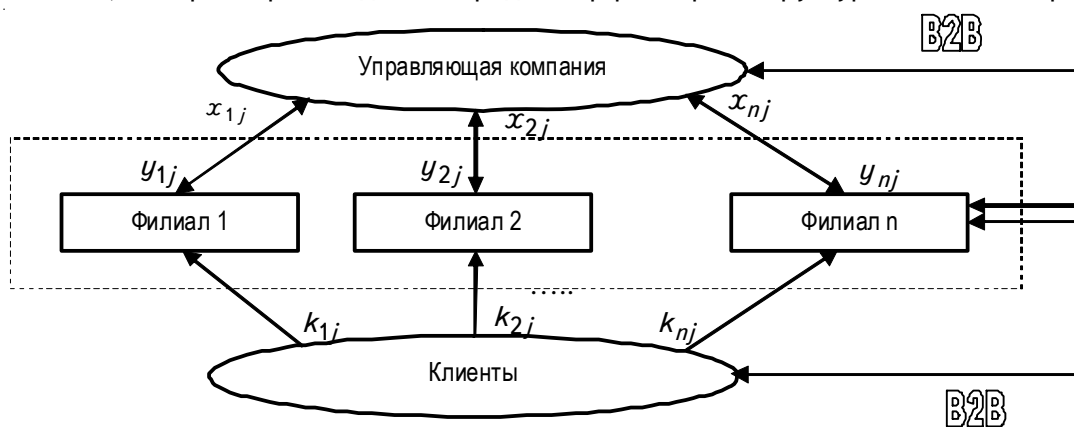 B2B
Управляющая компания
x1j x2j xnj
y1j y2j ynj
Филиал 1 Филиал 2 Филиал n
.....
k1j k2j knj
Клиенты
B2B